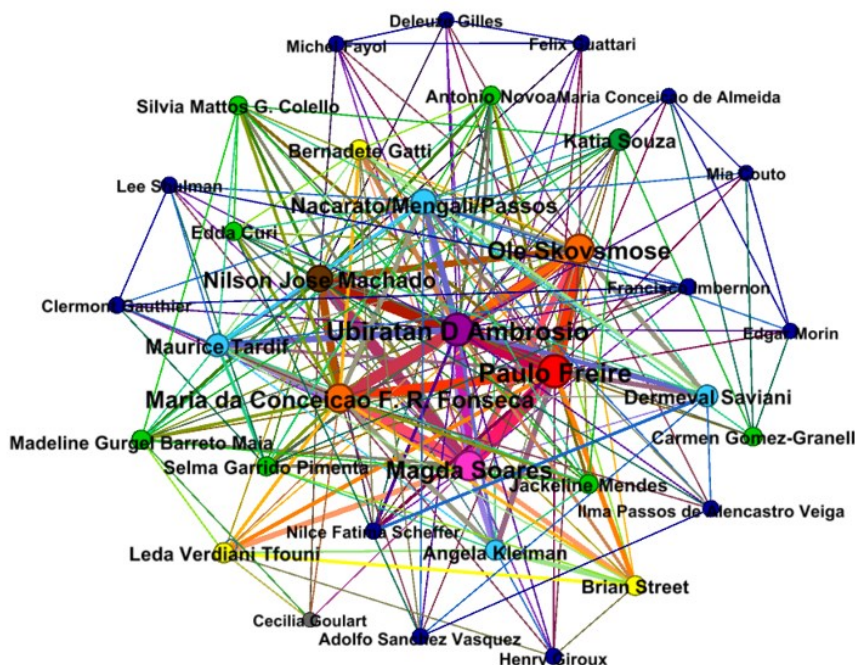 Deleuze Gilles
Michel Fayol
Felix Guattari
Silvia Mattos G. Colello
Antonio Novoa
Maria Conceicao de Almeida
Bernadete Gatti
Katia Souza
Lee Shulman
Mia Couto
Nacarato/Mengali/Passos
Edda Curi
Ole Skovsmose
Nilson Jose Machado
Francisco Imbernon
Clermont Gauthier
Ubiratan D Ambrosio
Edgar Morin
Maurice Tardif
Paulo Freire
Maria da Conceicao F. R. Fonseca
Dermeval Saviani
Madeline Gurgel Barreto Maia
Carmen Gomez-Granell
Selma Garrido Pimenta
Magda Soares
Jackeline Mendes
Ilma Passos de Alencastro Veiga
Nilce Fatima Scheffer
Leda Verdiani Tfouni
Angela Kleiman
Brian Street
Cecilia Goulart
Adolfo Sanchez Vasquez
Henry Giroux